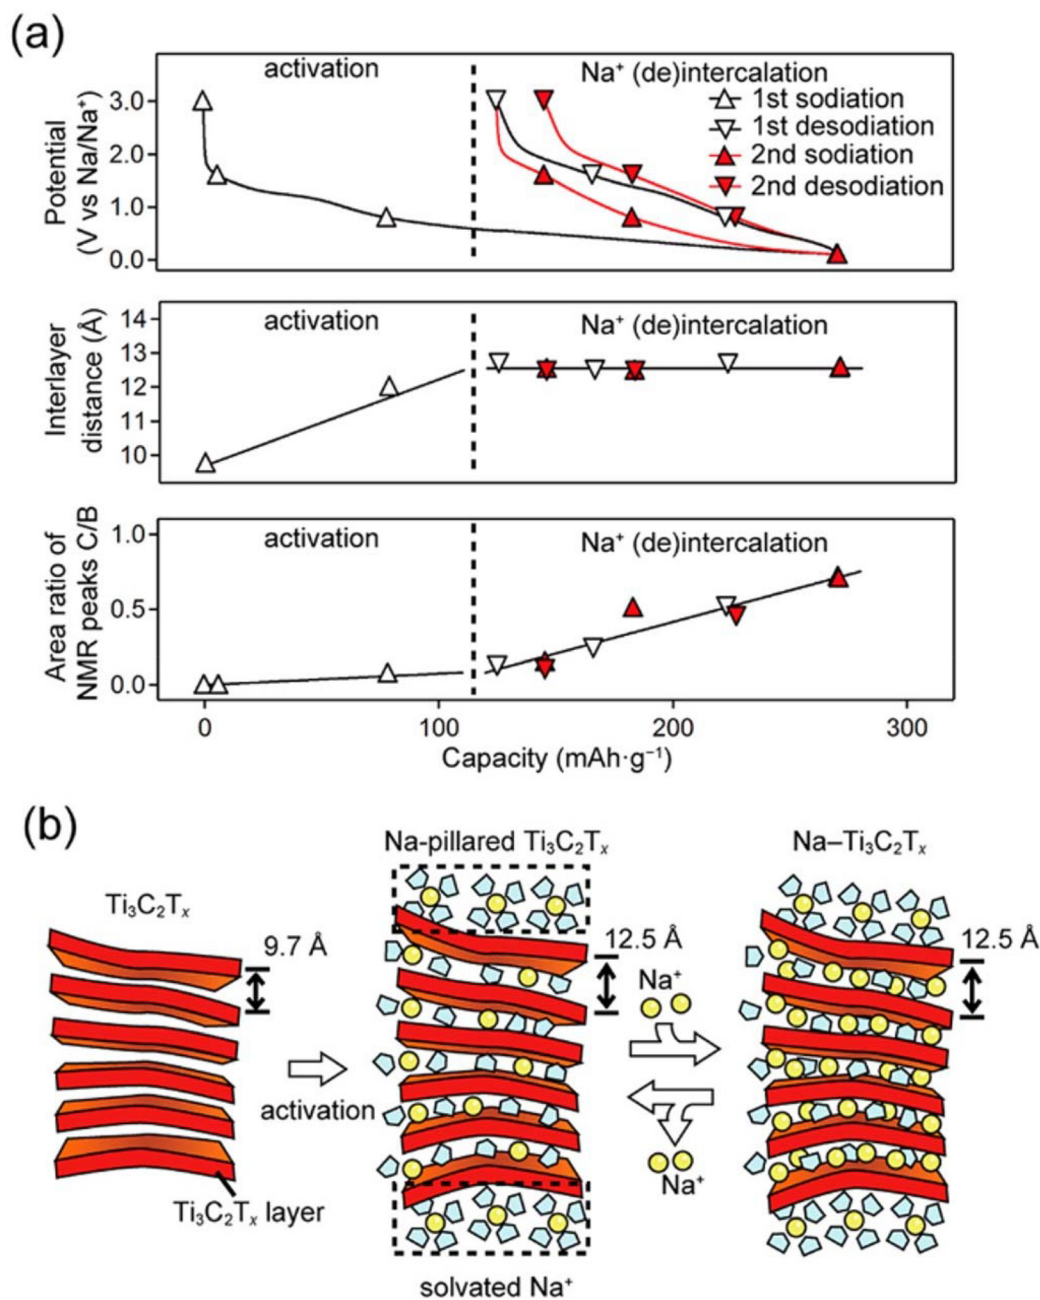 (a)
activation
Na⁺ (de)intercalation
1st sodiation
1st desodiation
2nd sodiation
2nd desodiation
Potential
(V vs Na/Na⁺)
3.0
2.0
1.0
0.0
activation
Na⁺ (de)intercalation
Interlayer
distance (Å)
14
13
12
11
10
activation
Na⁺ (de)intercalation
Area ratio of
NMR peaks C/B
1.0
0.5
0.0
0
100
200
300
Capacity (mAh·g⁻¹)
(b)
Ti₃C₂Tₓ
9.7 Å
Ti₃C₂Tₓ layer
activation
Na-pillared Ti₃C₂Tₓ
12.5 Å
solvated Na⁺
Na⁺
Na⁺
Na–Ti₃C₂Tₓ
12.5 Å